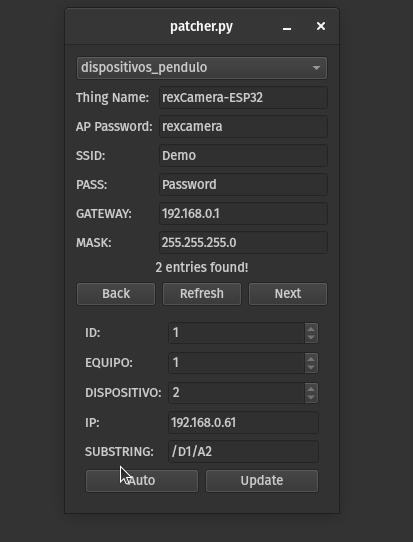 patcher.py
dispositivos_pendulo
Thing Name: rexCamera-ESP32
AP Password: rexcamera
SSID: Demo
PASS: Password
GATEWAY: 192.168.0.1
MASK: 255.255.255.0
2 entries found!
Back Refresh Next
ID: 1
EQUIPO: 1
DISPOSITIVO: 2
IP: 192.168.0.61
SUBSTRING: /D1/A2
Auto Update